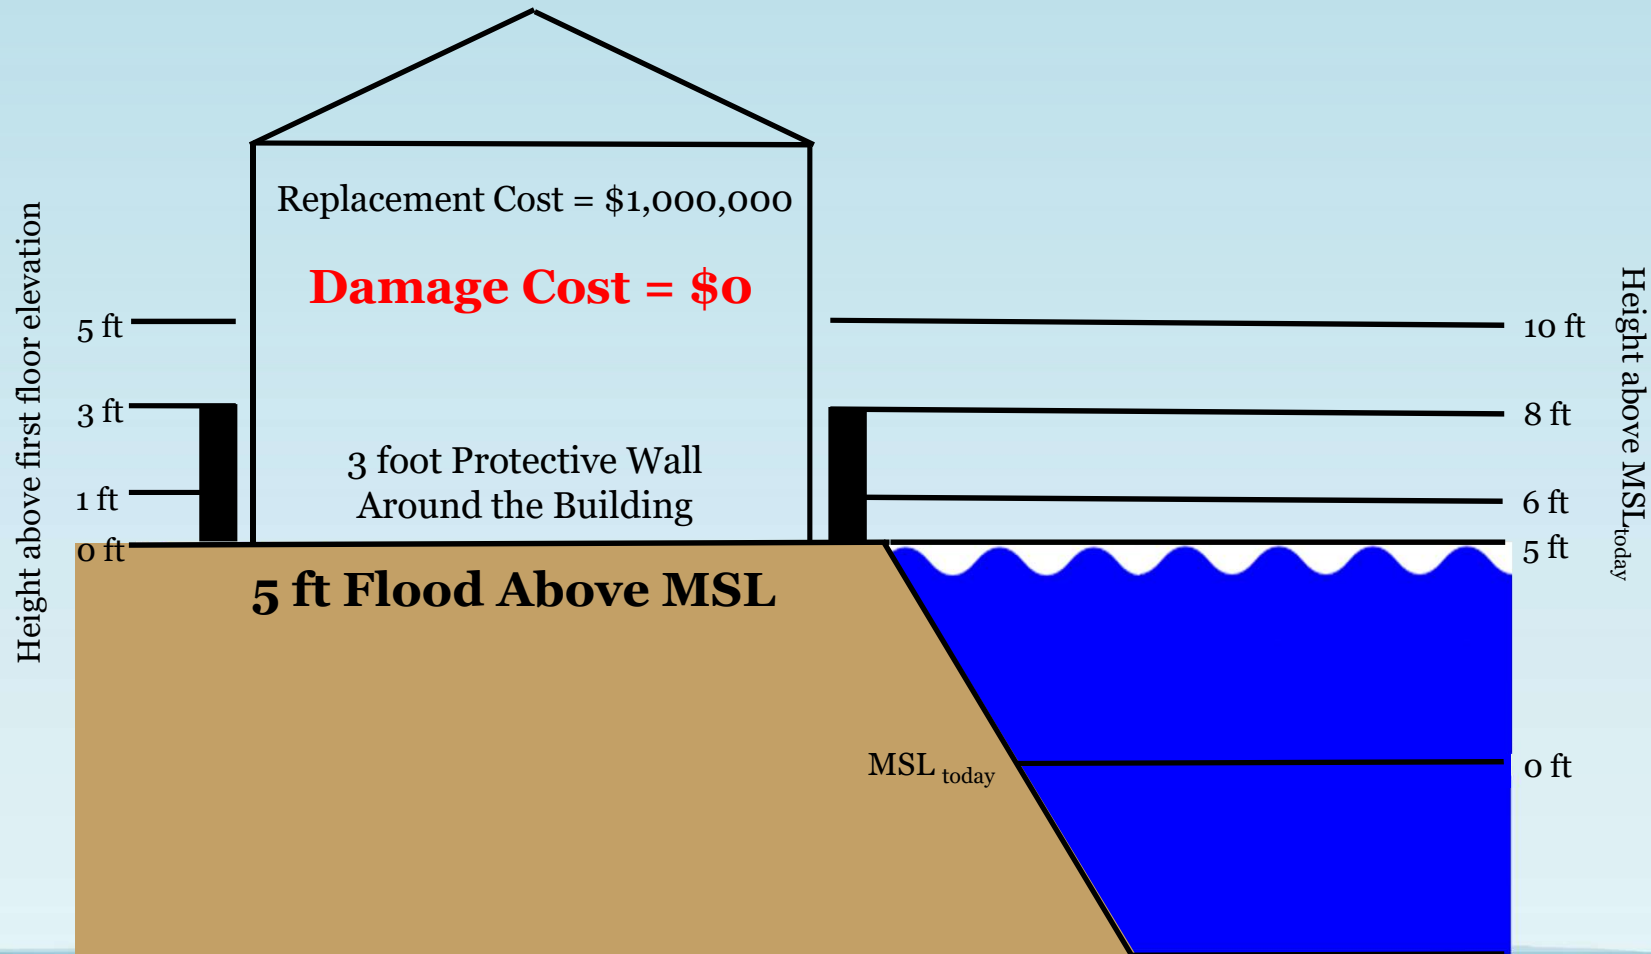 Replacement Cost = $1,000,000
Damage Cost = $0
3 foot Protective Wall
Around the Building
5 ft Flood Above MSL
Height above first floor elevation
5 ft
3 ft
1 ft
0 ft
MSL today
10 ft
8 ft
6 ft
5 ft
0 ft
Height above MSL today